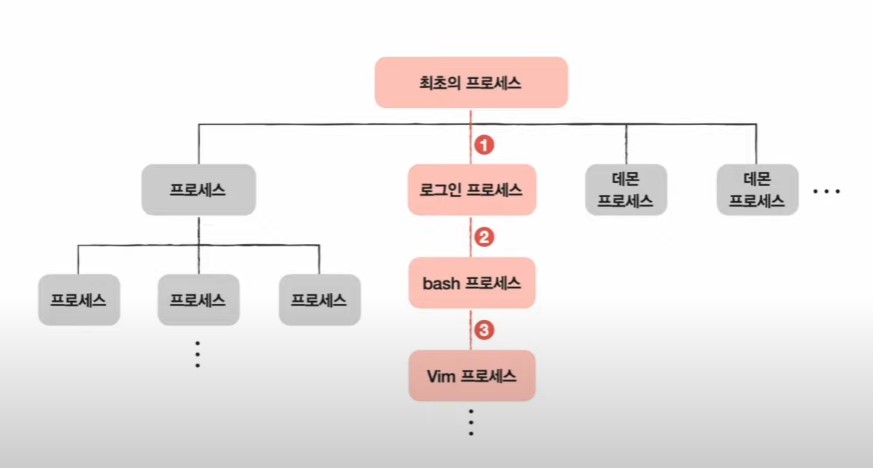 최초의 프로세스
1
프로세스
로그인 프로세스
데몬
프로세스
데몬
프로세스
...
2
bash 프로세스
프로세스
프로세스
프로세스
3
Vim 프로세스